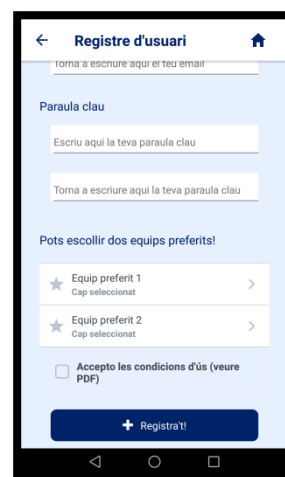 Registre d'usuari
Torna a escriure aquí el teu email
Paraula clau
Escriu aqui la teva paraula clau
Torna a escriure aqui la teva paraula clau
Pots escollir dos equips preferits!
Equip preferit 1
Cap seleccionat
Equip preferit 2
Cap seleccionat
Accepto les condicions d'ús (veure
PDF)
Registra't!